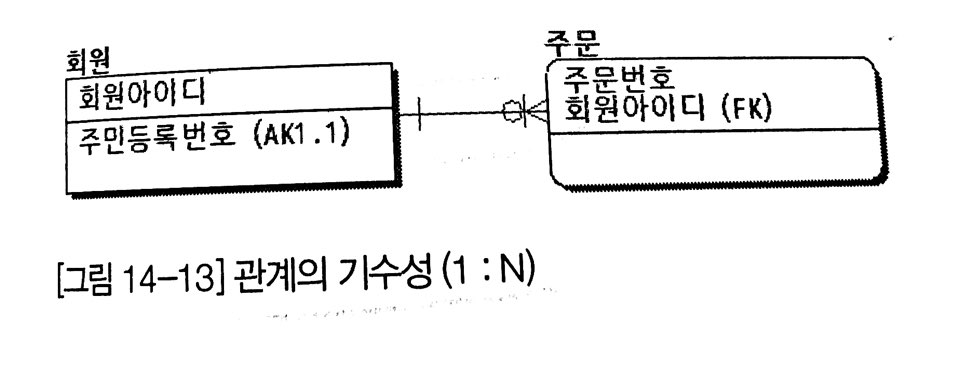 회원
회원아이디
주민등록번호 (AK1.1)
주문
주문번호
회원아이디 (FK)
[그림 14-13] 관계의 기수성 (1 : N)